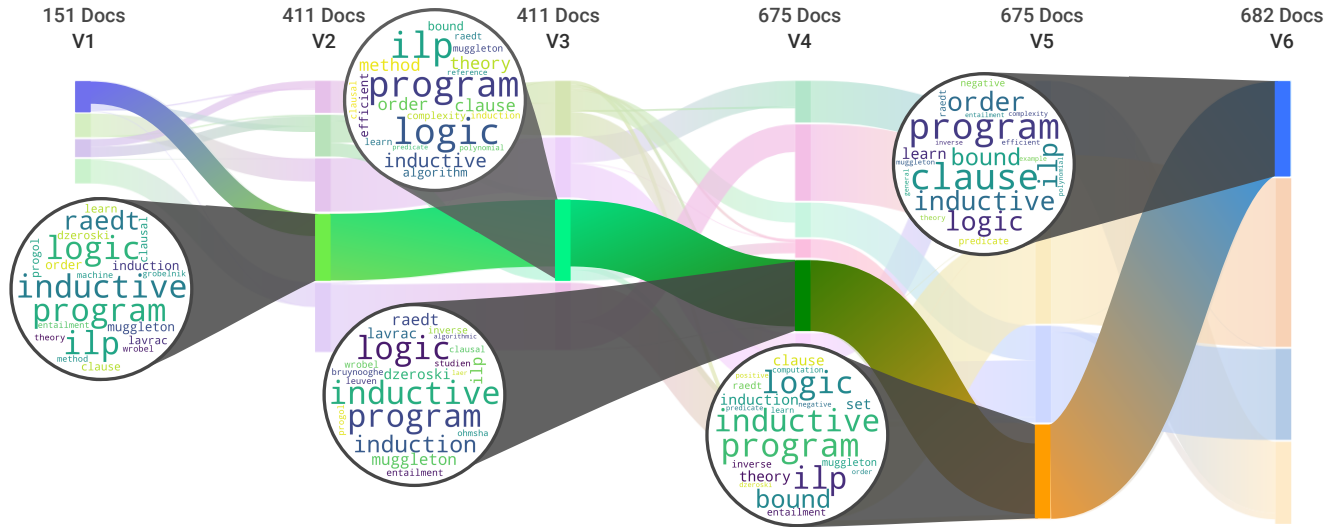 151 Docs
V1
411 Docs
V2
411 Docs
V3
675 Docs
V4
675 Docs
V5
682 Docs
V6
learn
raedt
dzeroski
logic
clausal
progol
order
induction
machine
grobelnik
inductive
program
entailment
muggleton
theory
ilp
lavrac
wrobel
method
clause
bound
raedt
ilp
muggleton
method
theory
reference
clausal
program
efficient
order
clause
complexity
induction
logic
learn
predicate
polynomial
inductive
algorithm
raedt
lavrac
inverse
algorithmic
logic
clausal
wrobel
studien
bruynooghe
dzeroski
ilp
leuven
inductive
progol
program
ohmsha
induction
muggleton
entailment
clause
computation
positive
logic
raedt
induction
negative
set
predicate
learn
inductive
program
inverse
muggleton
theory
ilp
order
dzeroski
bound
entailment
negative
raedt
order
entailment
complexity
program
inverse
efficient
learn
bound
example
ilp
muggleton
clause
polynomial
general
inductive
theory
logic
predicate